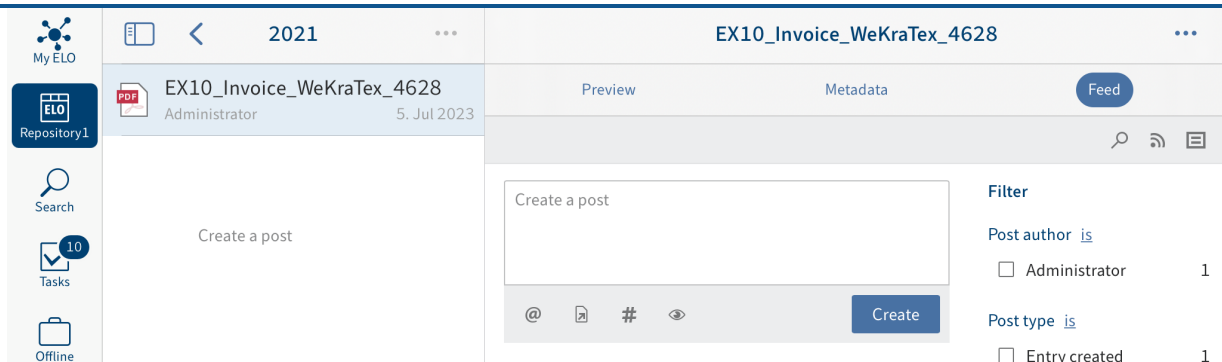 My ELO
ELO
Repository1
Search
10
Tasks
Offline
2021
PDF
EX10_Invoice_WeKraTex_4628
Administrator 5. Jul 2023
Create a post
EX10_Invoice_WeKraTex_4628
Preview Metadata Feed
Create a post
@ # Create
Filter
Post author is
Administrator 1
Post type is
Entry created 1